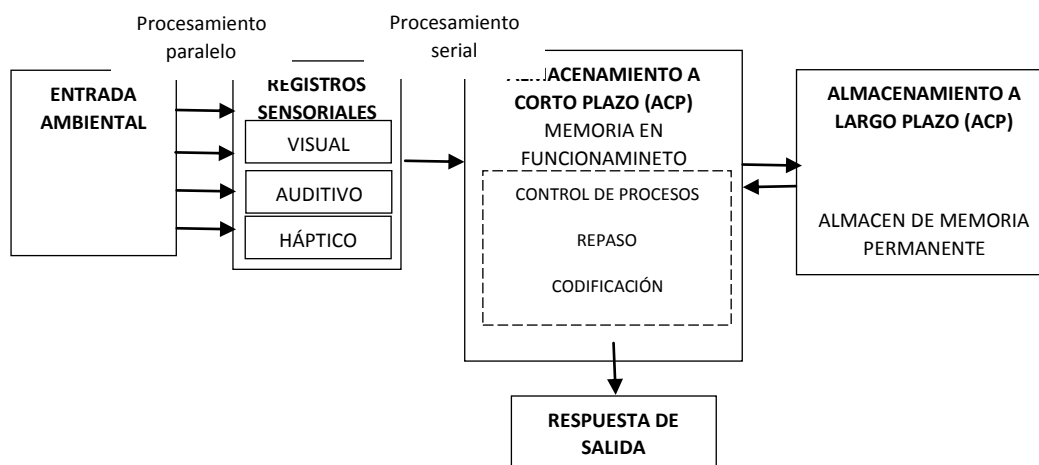 Procesamiento
paralelo
Procesamiento
serial
ENTRADA
AMBIENTAL
REGISTROS
SENSORIALES
VISUAL
AUDITIVO
HÁPTICO
ALMACENAMIENTO A
CORTO PLAZO (ACP)
MEMORIA EN
FUNCIONAMINETO
CONTROL DE PROCESOS
REPASO
CODIFICACIÓN
ALMACENAMIENTO A
LARGO PLAZO (ACP)
ALMACEN DE MEMORIA
PERMANENTE
RESPUESTA DE
SALIDA